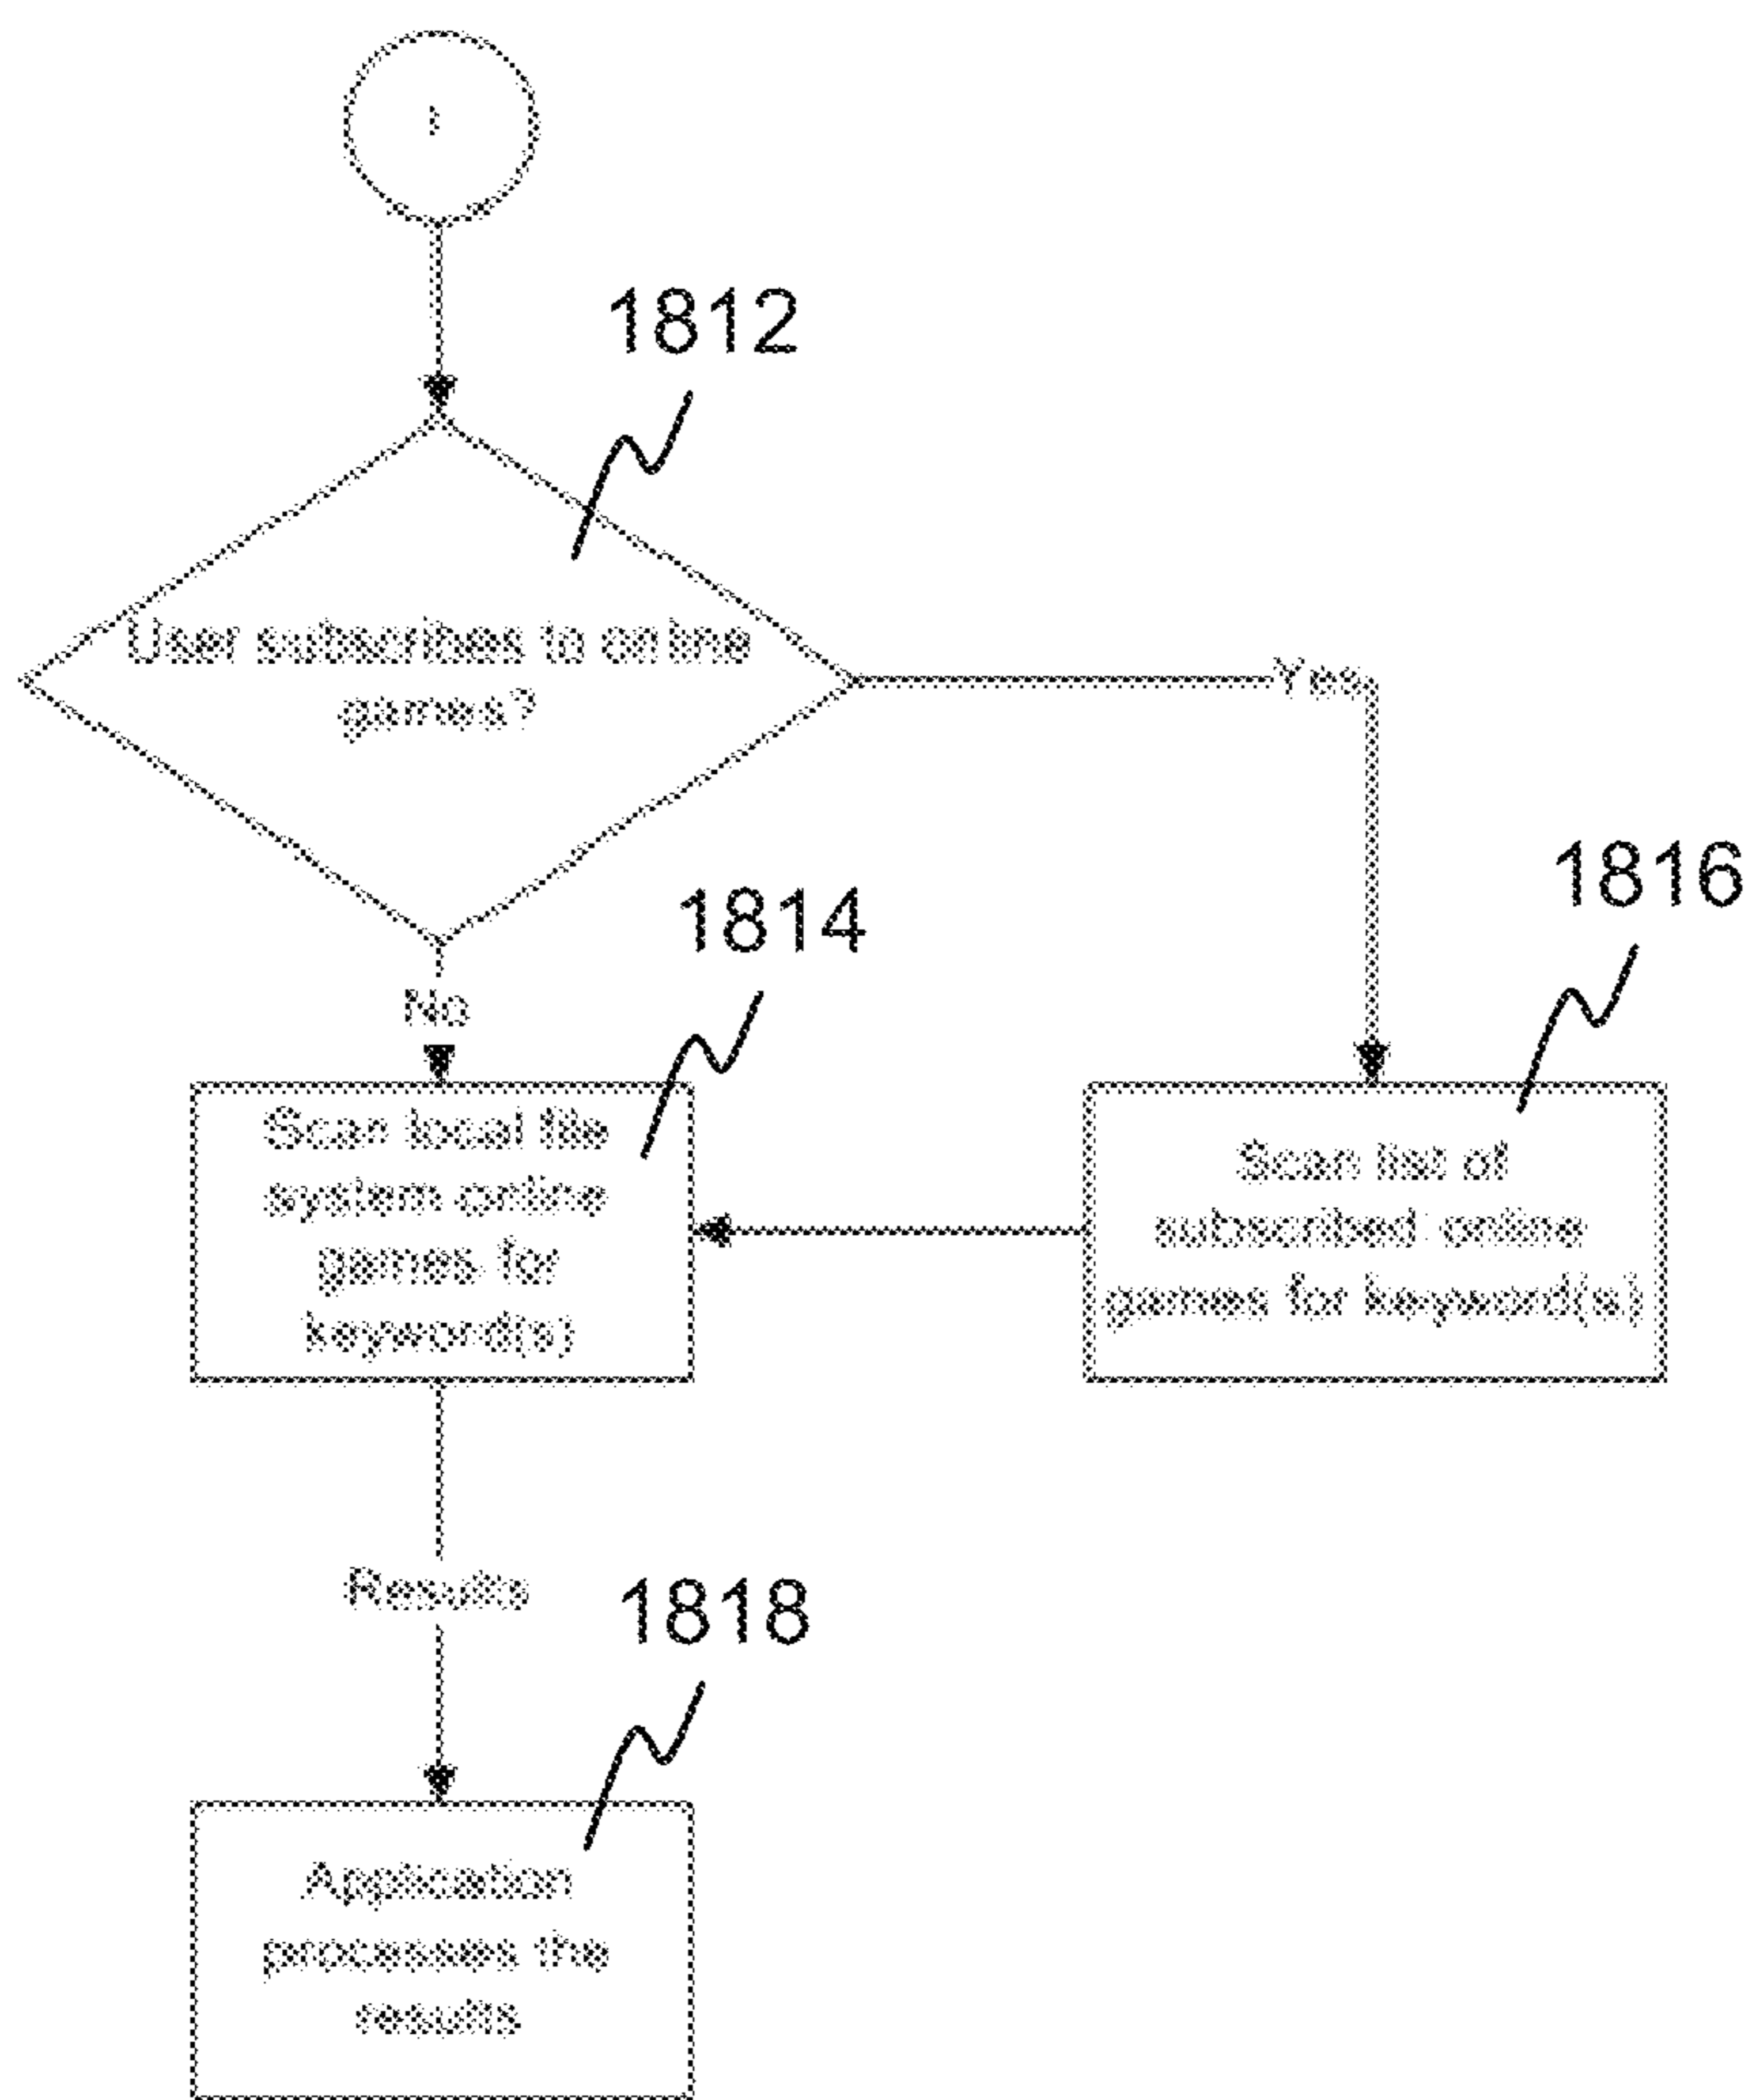 1812
User subscribes to online
games?
Yes
1816
1814
No
Scan local file
system online
games for
keyword(s)
Scan list of
subscribed online
games for keyword(s)
Results
1818
Application
processes the
results